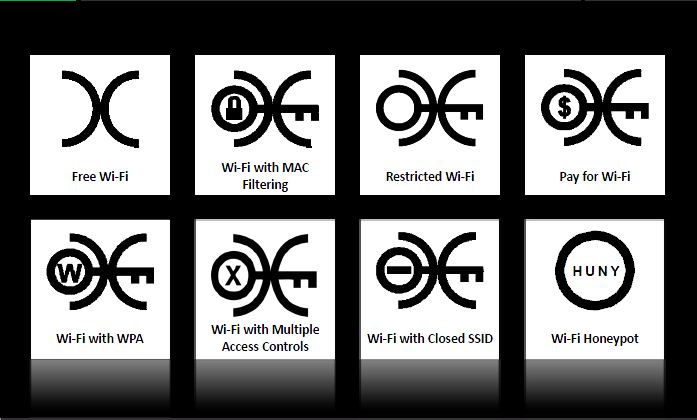 Free Wi-Fi
Wi-Fi with MAC
Filtering
Restricted Wi-Fi
$
Pay for Wi-Fi
W
Wi-Fi with WPA
X
Wi-Fi with Multiple
Access Controls
Wi-Fi with Closed SSID
HUNY
Wi-Fi Honeypot